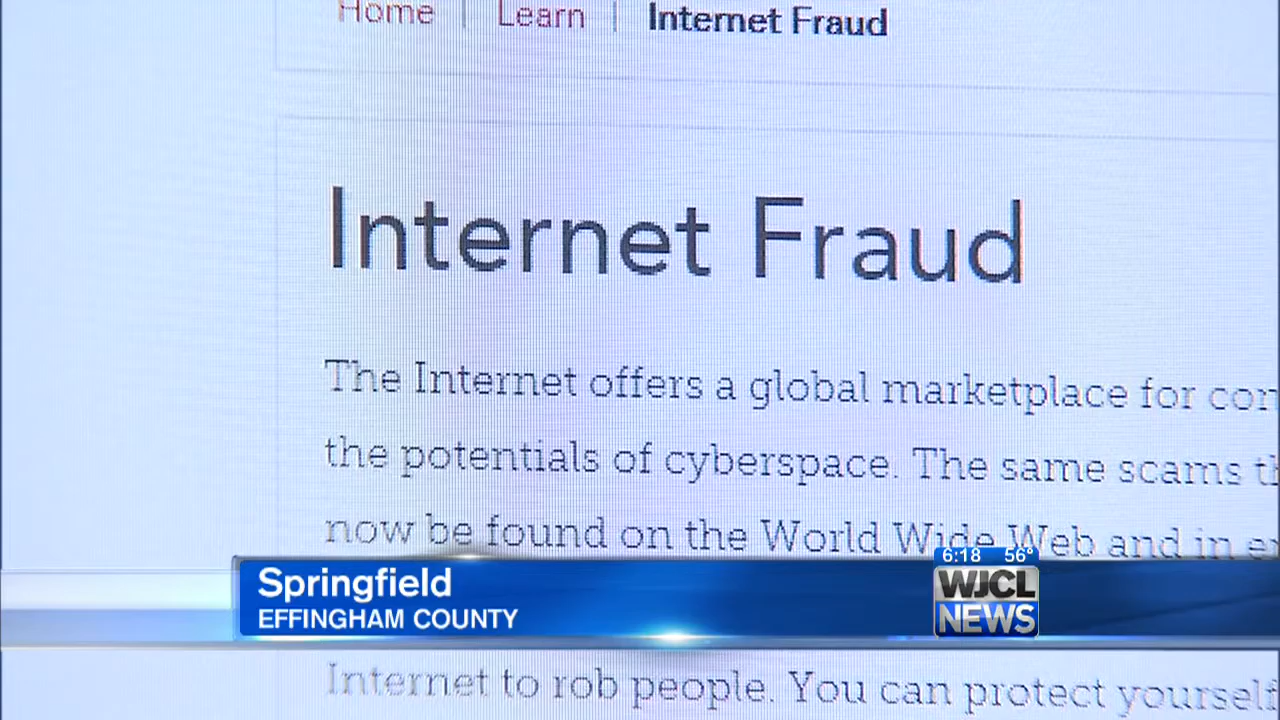 Home | Learn | Internet Fraud
Internet Fraud
The Internet offers a global marketplace for
the potentials of cyberspace. The same scams
now be found on the World Wide Web and in
Springfield
EFFINGHAM COUNTY
6:18 56°
WJCL
NEWS
Internet to rob people. You can protect yourself